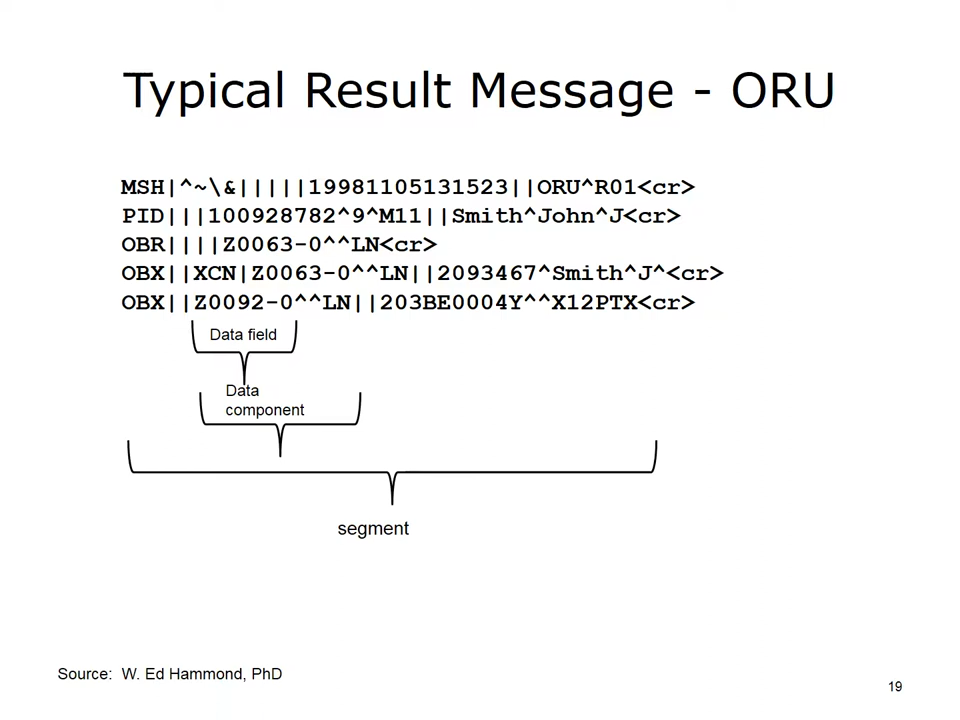 Typical Result Message - ORU
MSH|^~\&|||||19981105131523||ORU^R01<cr>
PID|||100928782^9^M11||Smith^John^J<cr>
OBR||||Z0063-0^^LN<cr>
OBX||XCN|Z0063-0^^LN||2093467^Smith^J^<cr>
OBX||Z0092-0^^LN||203BE0004Y^^X12PTX<cr>
Data field
Data
component
segment
Source: W. Ed Hammond, PhD
19